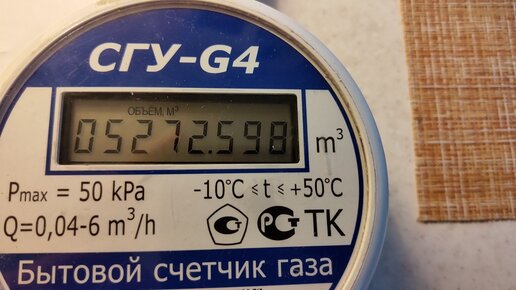 СГУ-G4
ОБЪЕМ, М³
05272.598 m³
Pmax = 50 kPa
-10°C ≤ t ≤ +50°C
Q=0,04-6 m³/h
РС ТК
Бытовой счетчик газа